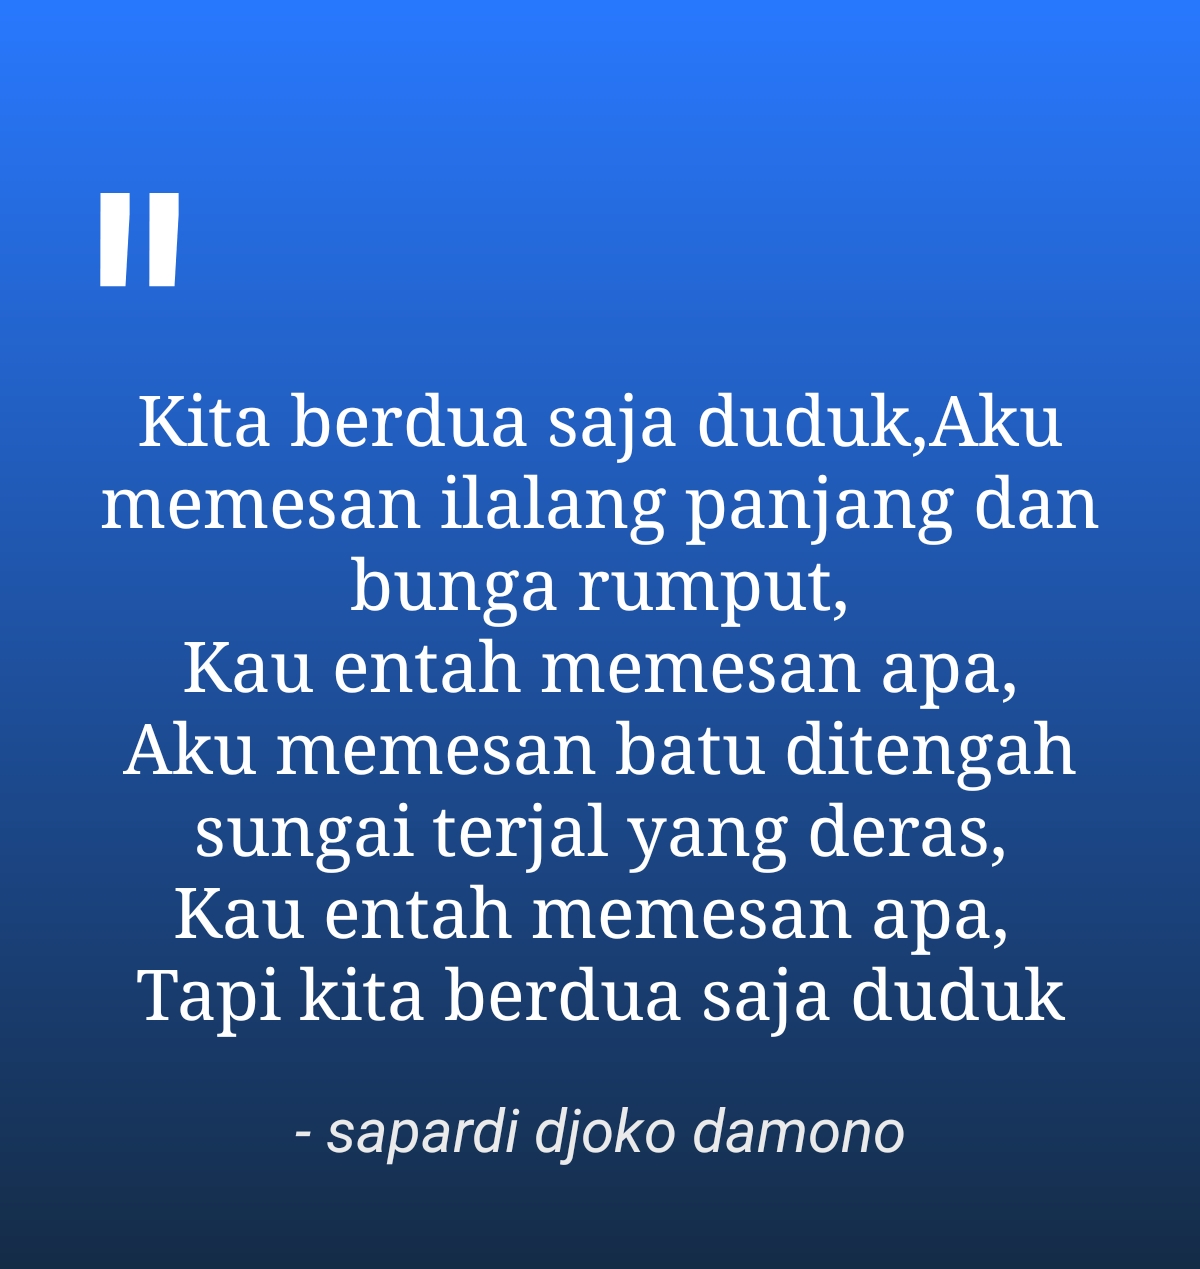 "
Kita berdua saja duduk,Aku
memesan ilalang panjang dan
bunga rumput,
Kau entah memesan apa,
Aku memesan batu ditengah
sungai terjal yang deras,
Kau entah memesan apa,
Tapi kita berdua saja duduk
- sapardi djoko damono